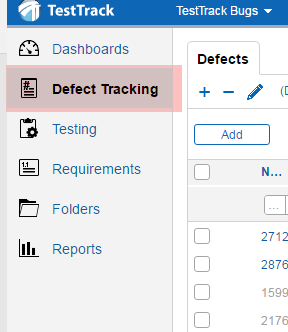 TestTrack
TestTrack Bugs
Dashboards
Defect Tracking
Testing
Requirements
Folders
Reports
Defects
Add
N...
...
2712
2876
1599
2176